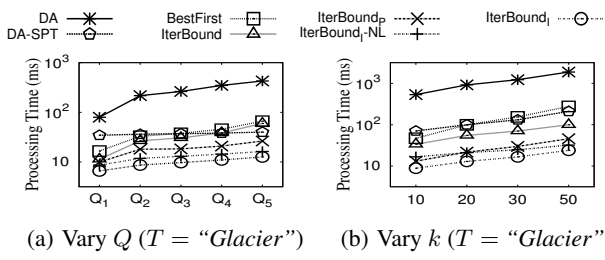 DA BestFirst IterBoundP IterBoundI
DA-SPT IterBound IterBoundI-NL
Processing Time (ms)
10³
10²
10
Q₁ Q₂ Q₃ Q₄ Q₅
Processing Time (ms)
10³
10²
10
10 20 30 50
(a) Vary Q (T = “Glacier”) (b) Vary k (T = “Glacier”